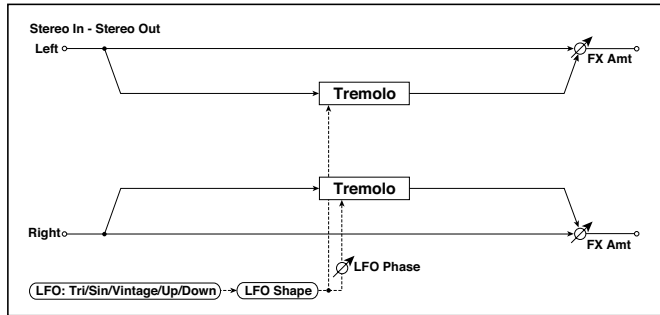 Stereo In - Stereo Out
Left
FX Amt
Tremolo
Tremolo
Right
FX Amt
LFO Phase
LFO: Tri/Sin/Vintage/Up/Down
LFO Shape